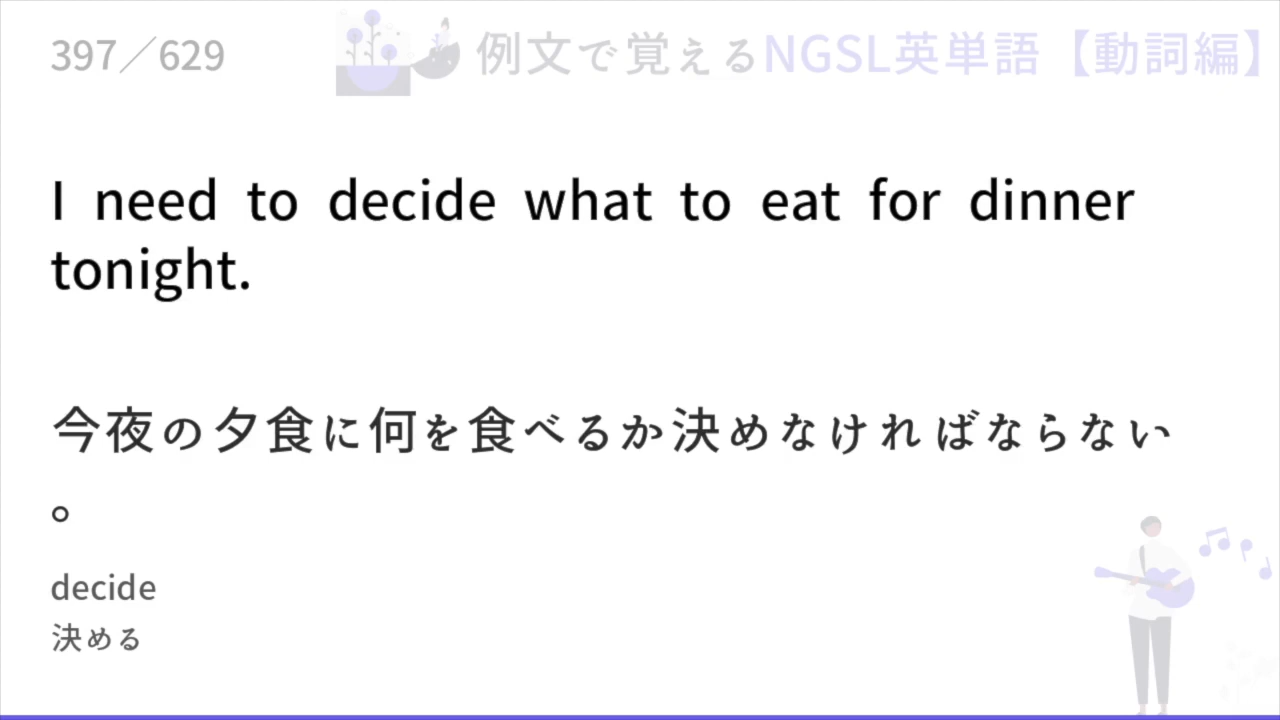 397／629
例文で覚えるNGSL英単語【動詞編】
I need to decide what to eat for dinner
tonight.
今夜の夕食に何を食べるか決めなければならない
。
decide
決める